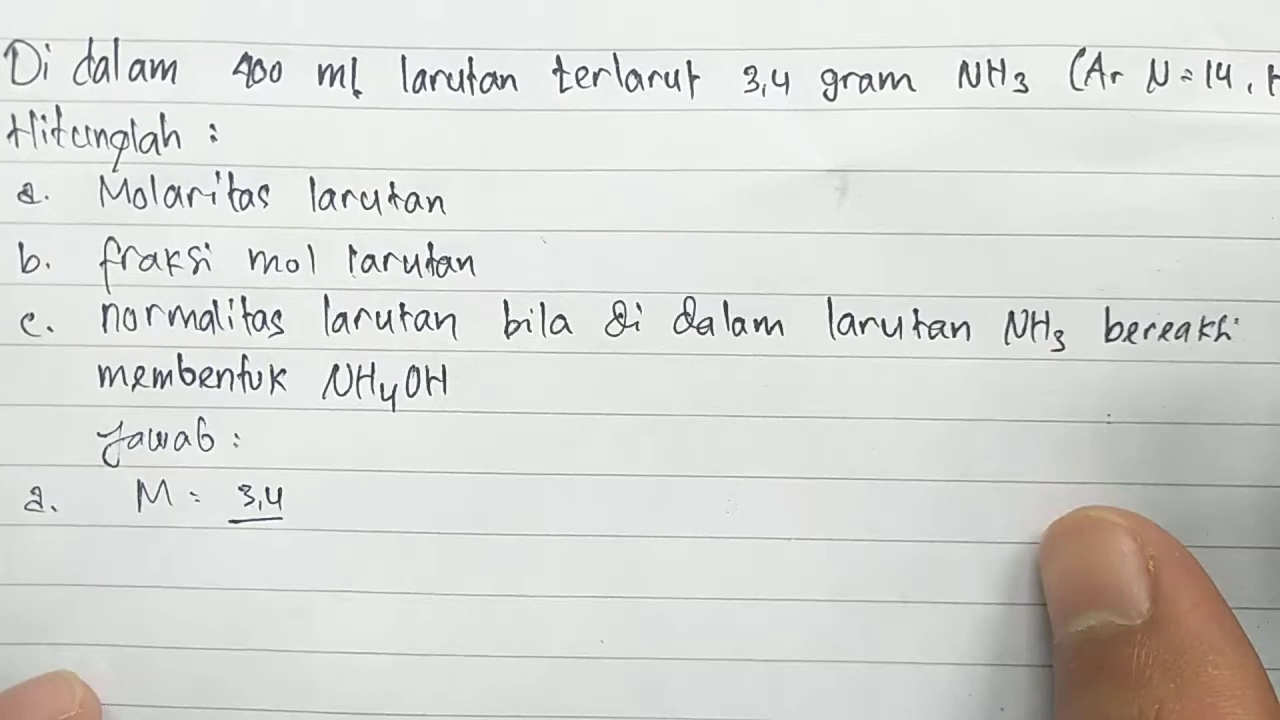 Di dalam 400 ml larutan terlarut 3,4 gram NH3 (Ar N = 14, H
Hitunglah :
a. Molaritas larutan
b. fraksi mol larutan
c. normalitas larutan bila di dalam larutan NH3 bereaksi
membentuk NH4OH
Jawab :
a. M = 3,4